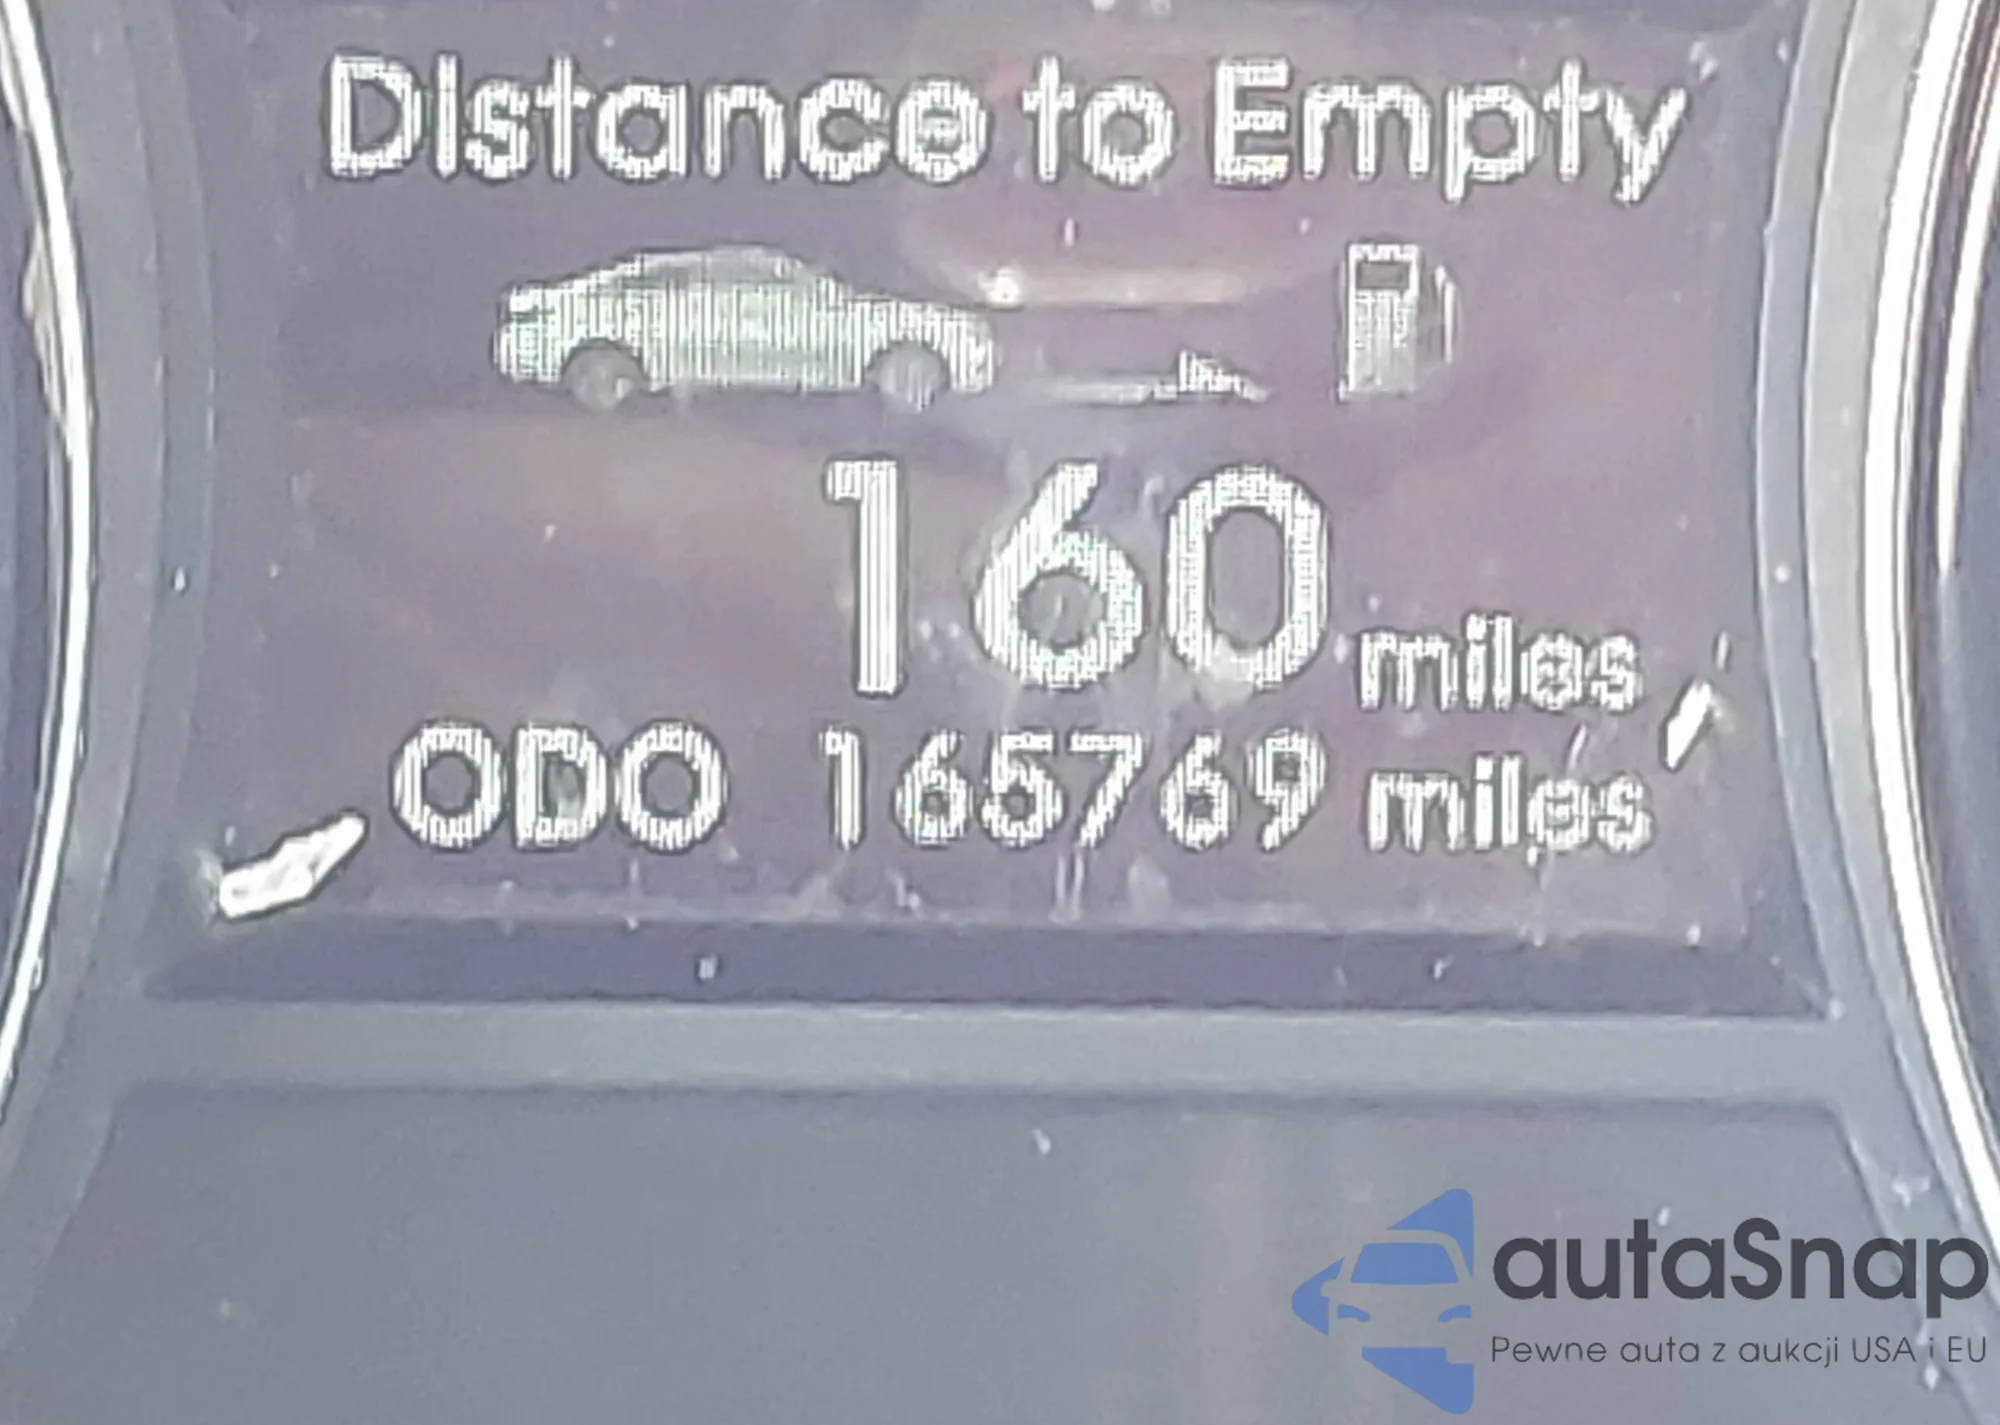 Distance to Empty
160 miles
ODO 165769 miles
autaSnap
Pewne auta z aukcji USA i EU